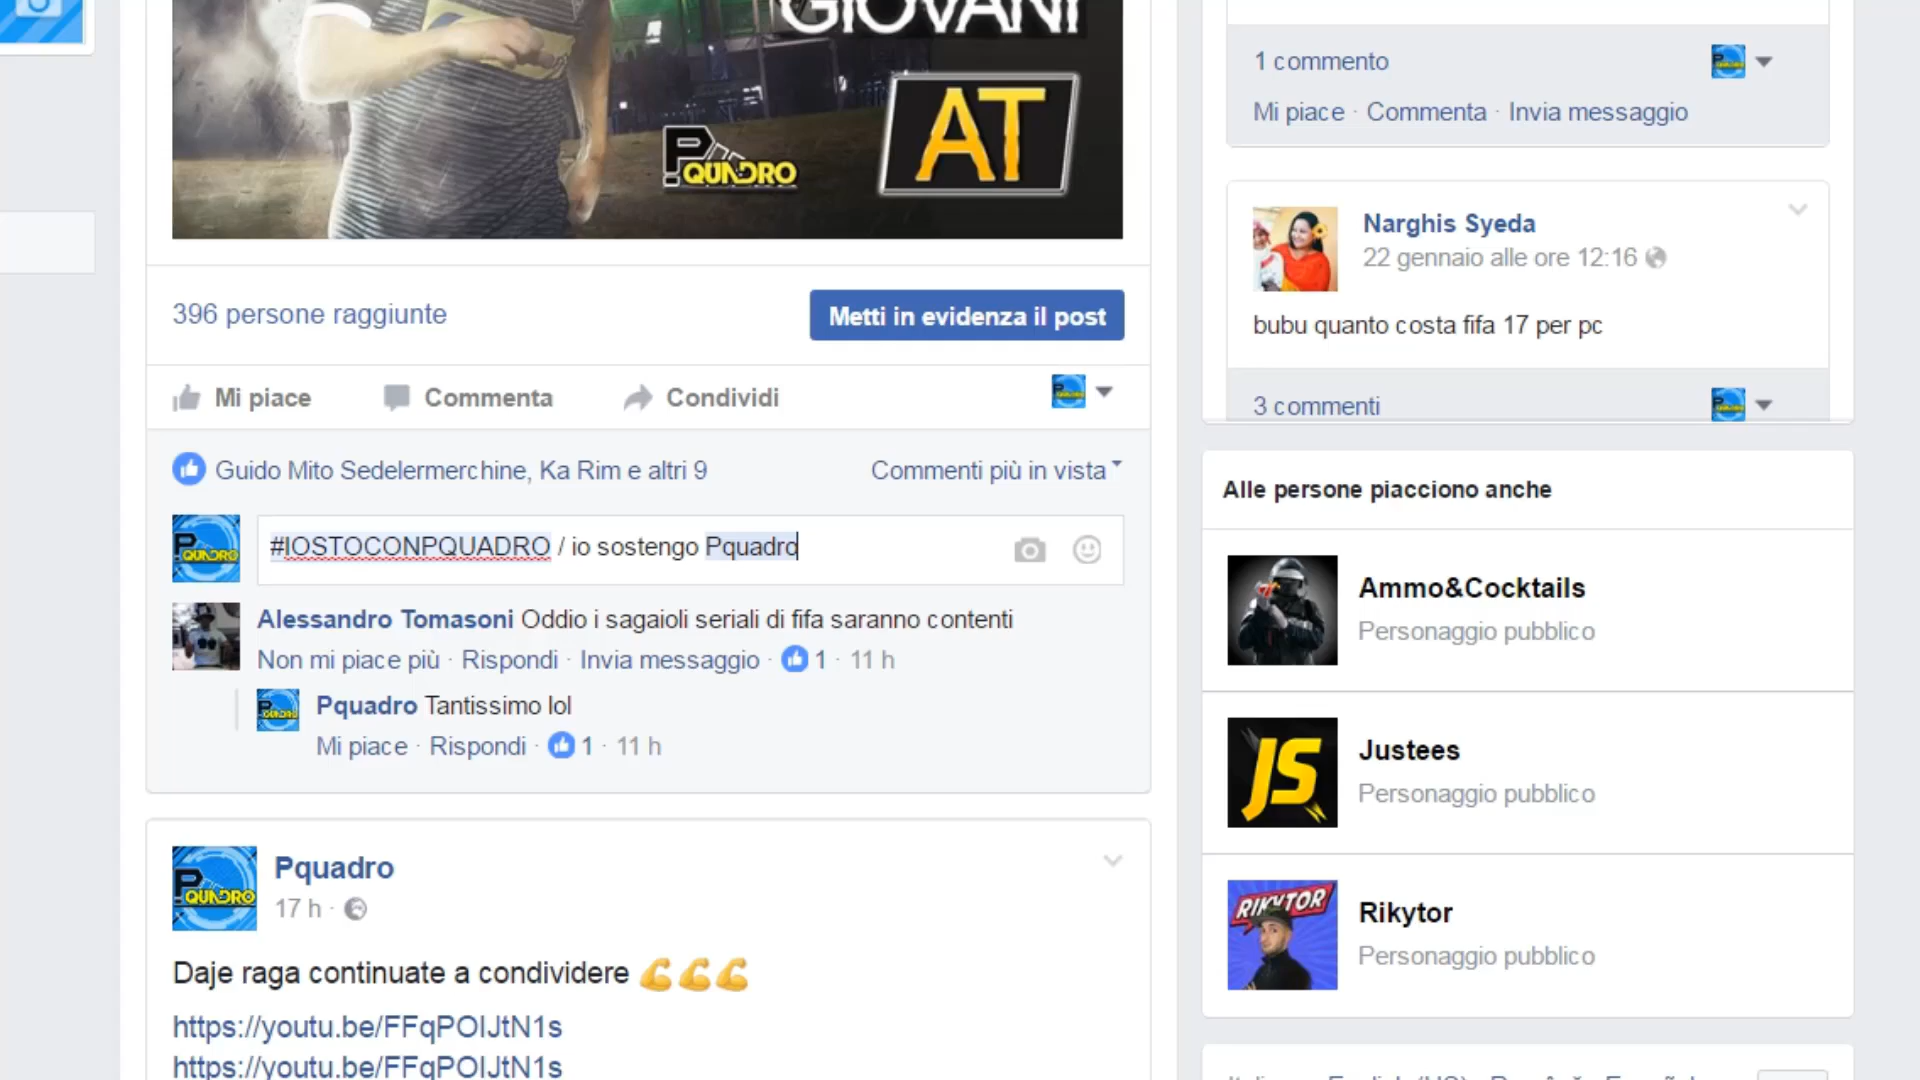 GIOVANI
AT
PQUADRO
396 persone raggiunte
Metti in evidenza il post
Mi piace
Commenta
Condividi
Guido Mito Sedelermerchine, Ka Rim e altri 9
Commenti più in vista
PQUADRO
#IOSTOCONPQUADRO / io sostengo Pquadro
Alessandro Tomasoni Oddio i sagaioli seriali di fifa saranno contenti
Non mi piace più · Rispondi · Invia messaggio · 1 · 11 h
PQUADRO
Pquadro Tantissimo lol
Mi piace · Rispondi · 1 · 11 h
PQUADRO
Pquadro
17 h ·
Daje raga continuate a condividere 💪💪💪
https://youtu.be/FFqPOIJtN1s
https://youtu.be/FFqPOIJtN1s
1 commento
Mi piace · Commenta · Invia messaggio
Narghis Syeda
22 gennaio alle ore 12:16
bubu quanto costa fifa 17 per pc
3 commenti
Alle persone piacciono anche
Ammo&Cocktails
Personaggio pubblico
JS
Justees
Personaggio pubblico
RIKYTOR
Rikytor
Personaggio pubblico